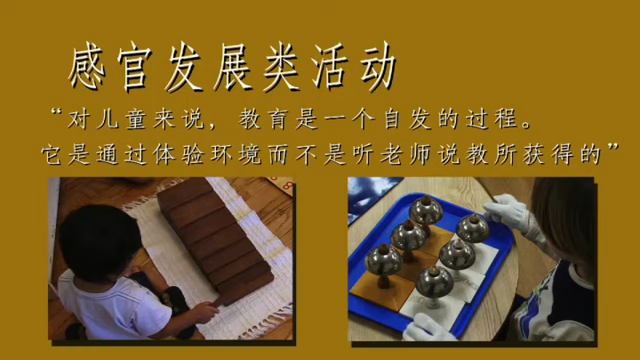 感官发展类活动
“对儿童来说，教育是一个自发的过程。
它是通过体验环境而不是听老师说教所获得的”